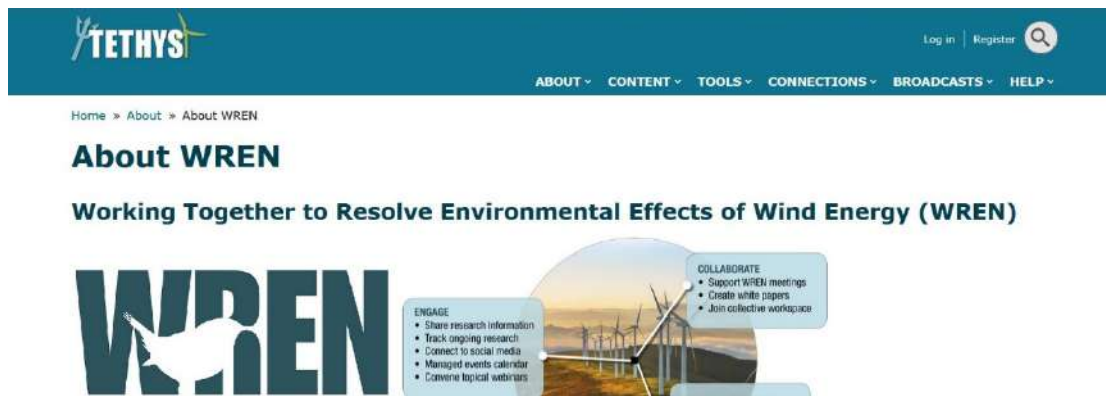 TETHYS
Log in | Register
ABOUT CONTENT TOOLS CONNECTIONS BROADCASTS HELP
Home » About » About WREN
About WREN
Working Together to Resolve Environmental Effects of Wind Energy (WREN)
WREN
ENGAGE
• Share research information
• Track ongoing research
• Connect to social media
• Managed events calendar
• Convene topical webinars
COLLABORATE
• Support WREN meetings
• Create white papers
• Join collective workspace